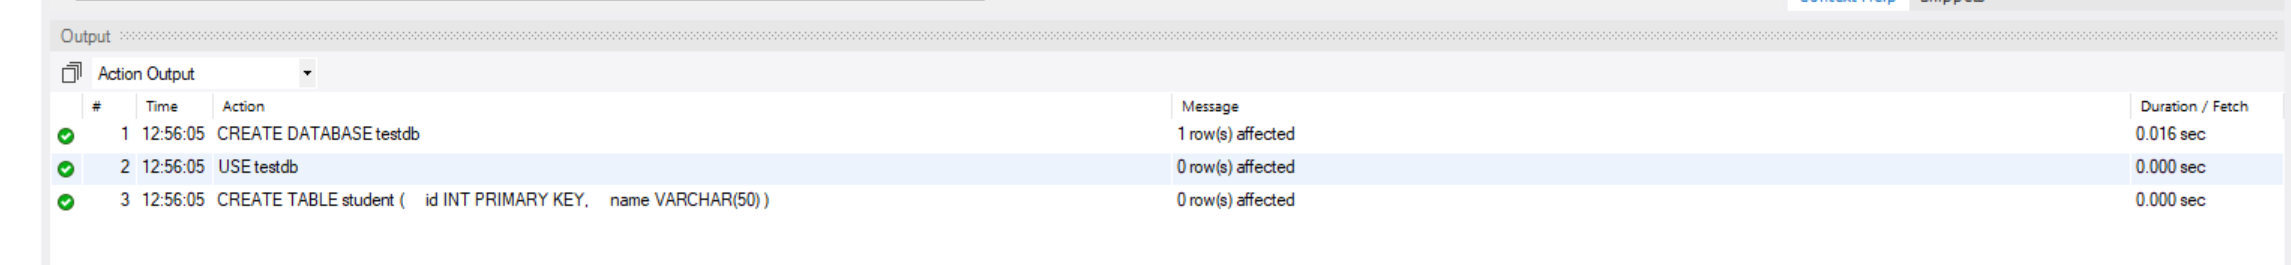 Output
Action Output
# Time Action Message Duration / Fetch
1 12:56:05 CREATE DATABASE testdb 1 row(s) affected 0.016 sec
2 12:56:05 USE testdb 0 row(s) affected 0.000 sec
3 12:56:05 CREATE TABLE student ( id INT PRIMARY KEY, name VARCHAR(50) ) 0 row(s) affected 0.000 sec